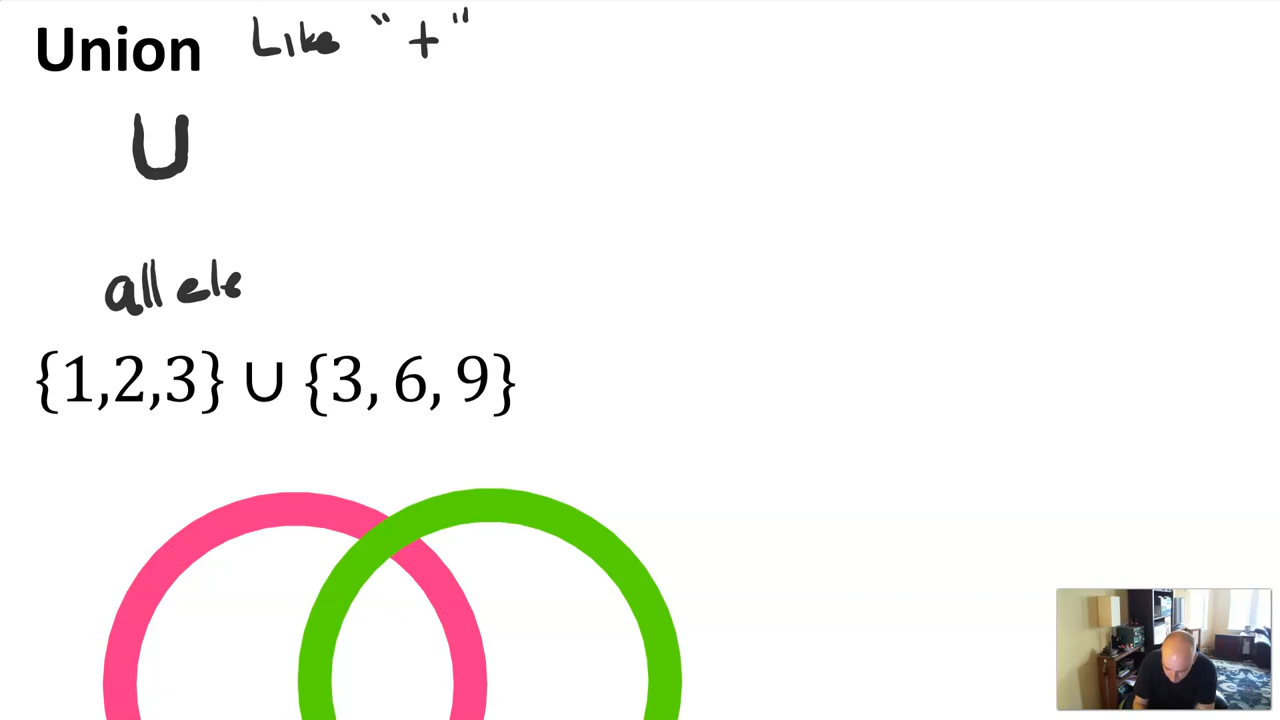 Union Like "+"
∪
all ele
{1,2,3} ∪ {3, 6, 9}